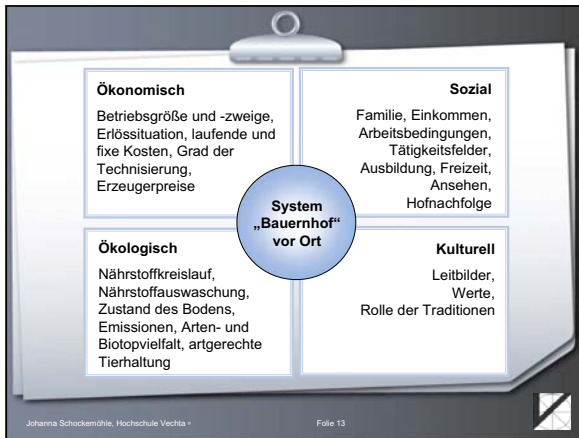 Ökonomisch
Betriebsgröße und -zweige,
Erlössituation, laufende und
fixe Kosten, Grad der
Technisierung,
Erzeugerpreise
Sozial
Familie, Einkommen,
Arbeitsbedingungen,
Tätigkeitsfelder,
Ausbildung, Freizeit,
Ansehen,
Hofnachfolge
System
„Bauernhof“
vor Ort
Ökologisch
Nährstoffkreislauf,
Nährstoffauswaschung,
Zustand des Bodens,
Emissionen, Arten- und
Biotopvielfalt, artgerechte
Tierhaltung
Kulturell
Leitbilder,
Werte,
Rolle der Traditionen
Johanna Schockemöhle, Hochschule Vechta
Folie 13